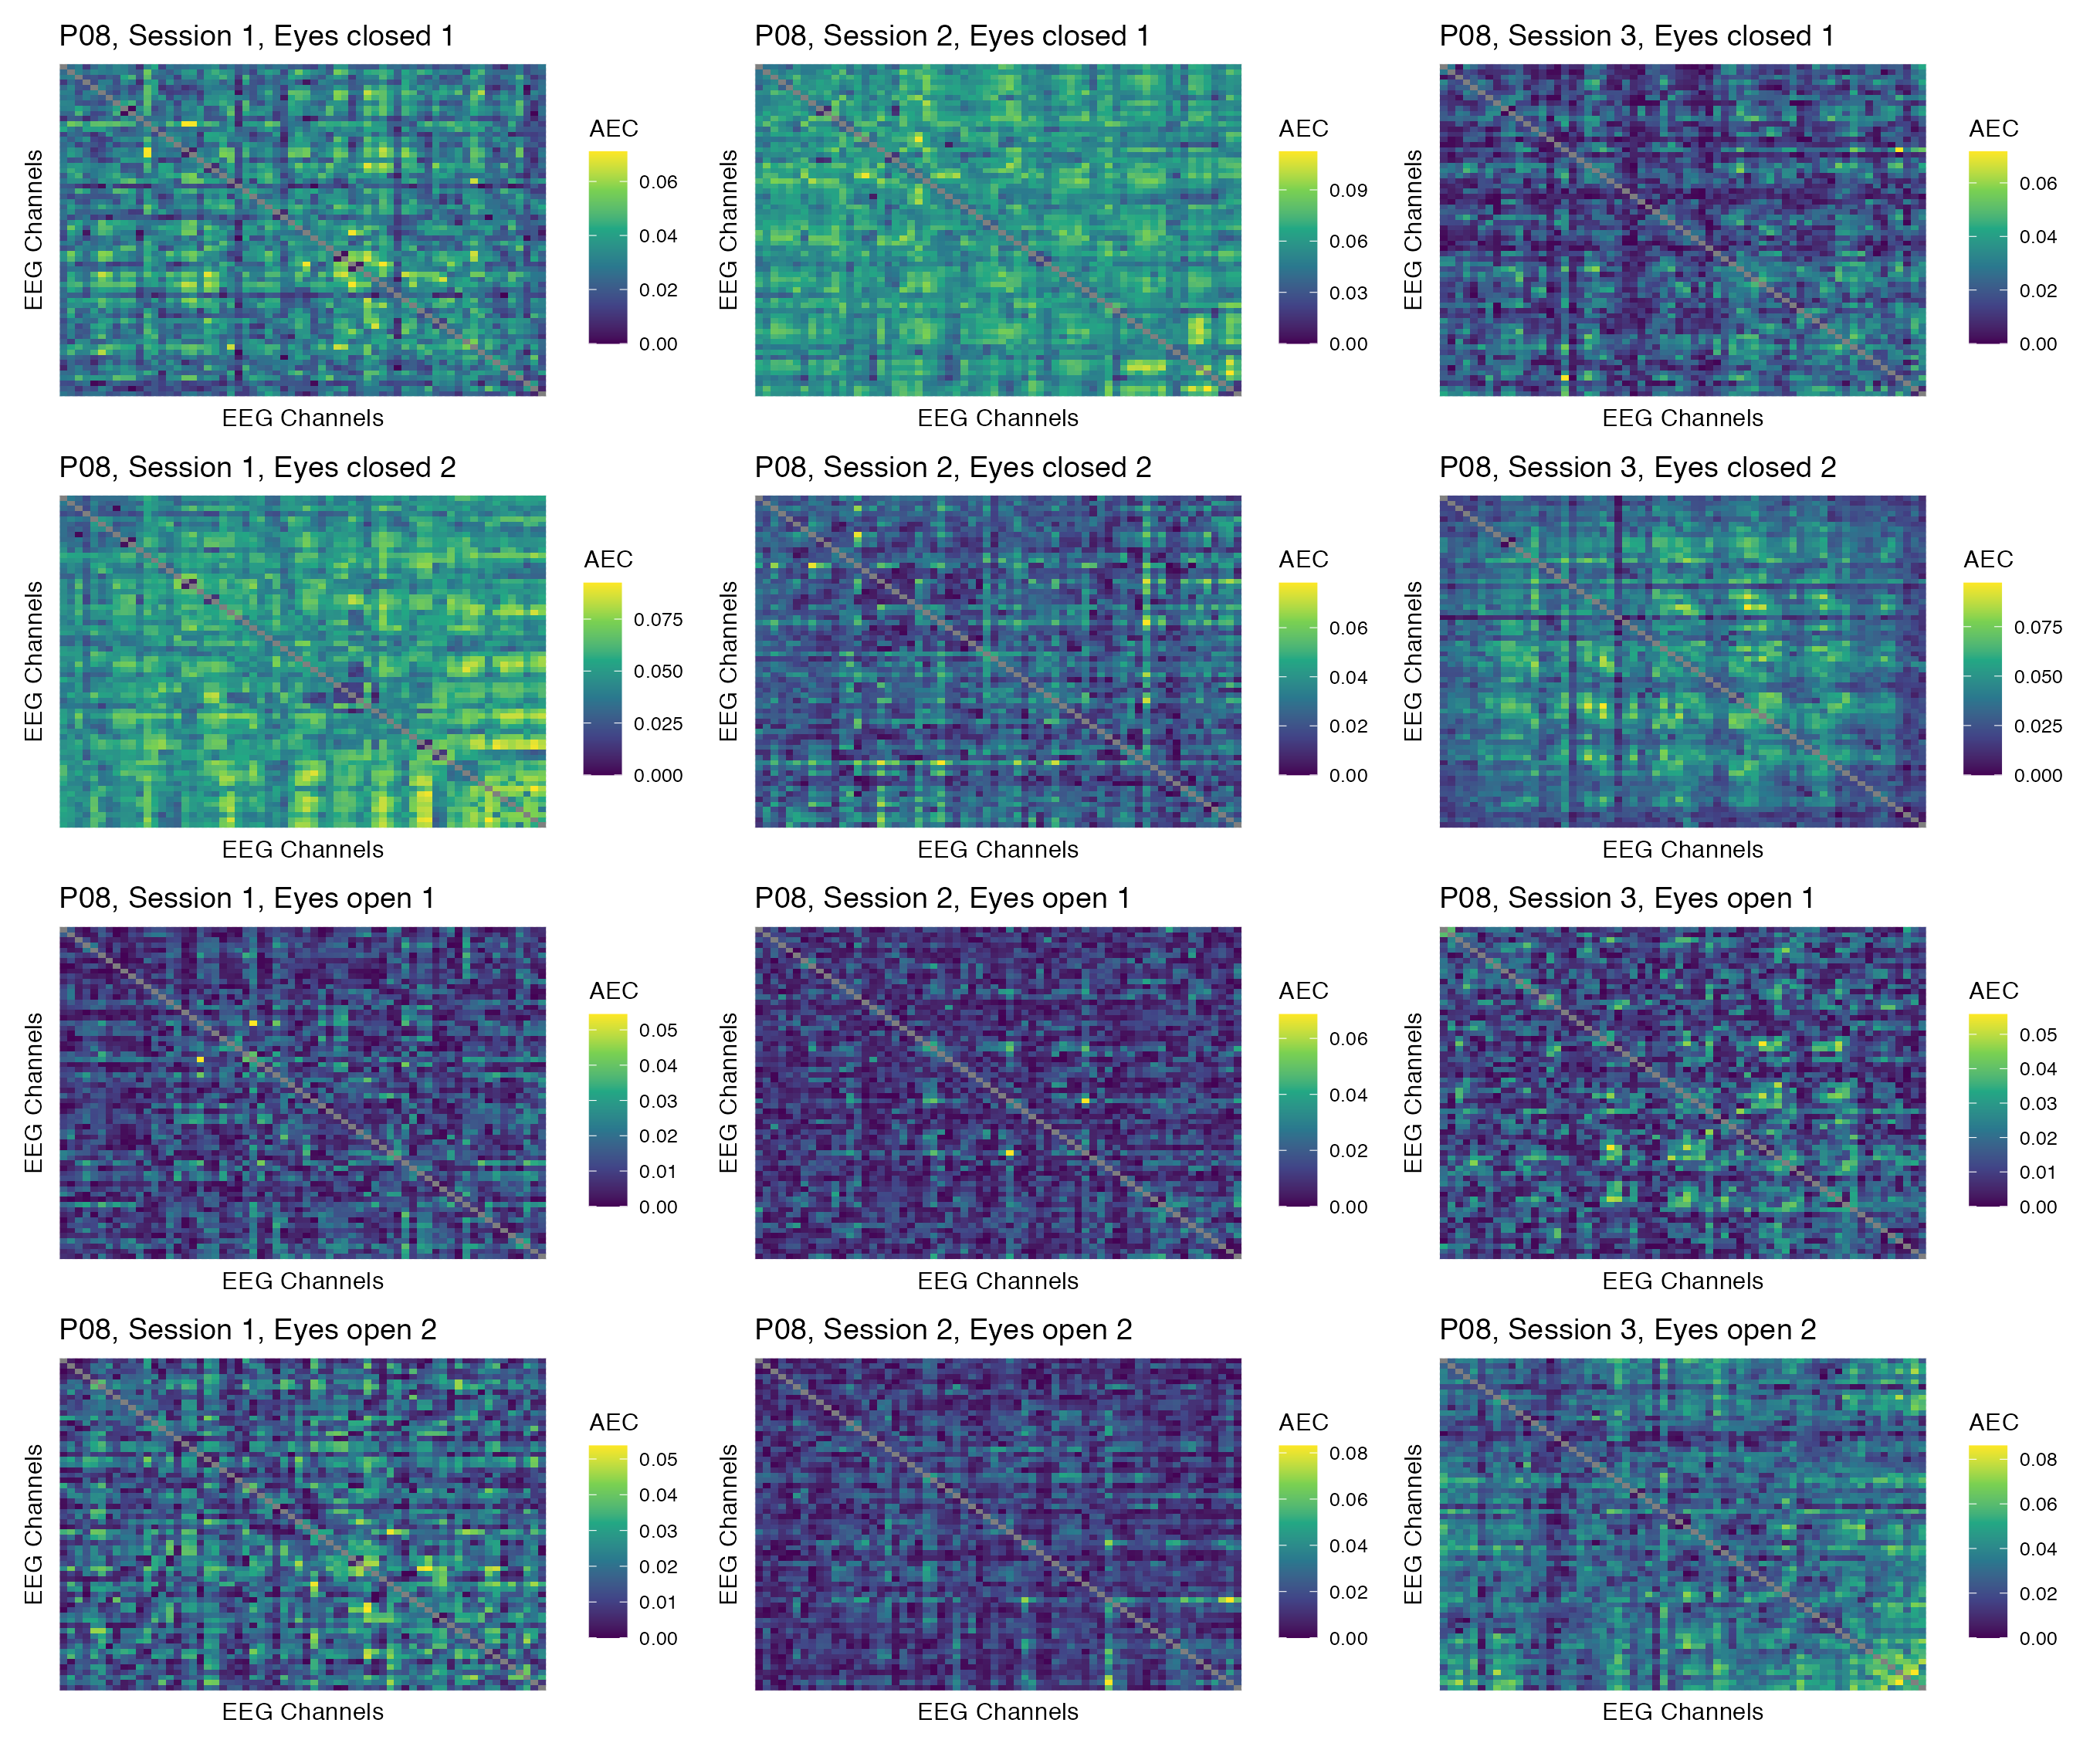 P08, Session 1, Eyes closed 1
EEG Channels
EEG Channels
AEC
0.06
0.04
0.02
0.00
P08, Session 2, Eyes closed 1
EEG Channels
EEG Channels
AEC
0.09
0.06
0.03
0.00
P08, Session 3, Eyes closed 1
EEG Channels
EEG Channels
AEC
0.06
0.04
0.02
0.00
P08, Session 1, Eyes closed 2
EEG Channels
EEG Channels
AEC
0.075
0.050
0.025
0.000
P08, Session 2, Eyes closed 2
EEG Channels
EEG Channels
AEC
0.06
0.04
0.02
0.00
P08, Session 3, Eyes closed 2
EEG Channels
EEG Channels
AEC
0.075
0.050
0.025
0.000
P08, Session 1, Eyes open 1
EEG Channels
EEG Channels
AEC
0.05
0.04
0.03
0.02
0.01
0.00
P08, Session 2, Eyes open 1
EEG Channels
EEG Channels
AEC
0.06
0.04
0.02
0.00
P08, Session 3, Eyes open 1
EEG Channels
EEG Channels
AEC
0.05
0.04
0.03
0.02
0.01
0.00
P08, Session 1, Eyes open 2
EEG Channels
EEG Channels
AEC
0.05
0.04
0.03
0.02
0.01
0.00
P08, Session 2, Eyes open 2
EEG Channels
EEG Channels
AEC
0.08
0.06
0.04
0.02
0.00
P08, Session 3, Eyes open 2
EEG Channels
EEG Channels
AEC
0.08
0.06
0.04
0.02
0.00